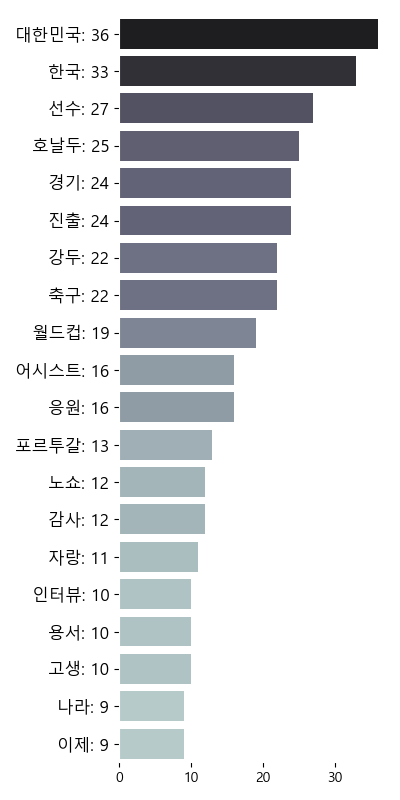 대한민국: 36
한국: 33
선수: 27
호날두: 25
경기: 24
진출: 24
강두: 22
축구: 22
월드컵: 19
어시스트: 16
응원: 16
포르투갈: 13
노쇼: 12
감사: 12
자랑: 11
인터뷰: 10
용서: 10
고생: 10
나라: 9
이제: 9
0 10 20 30